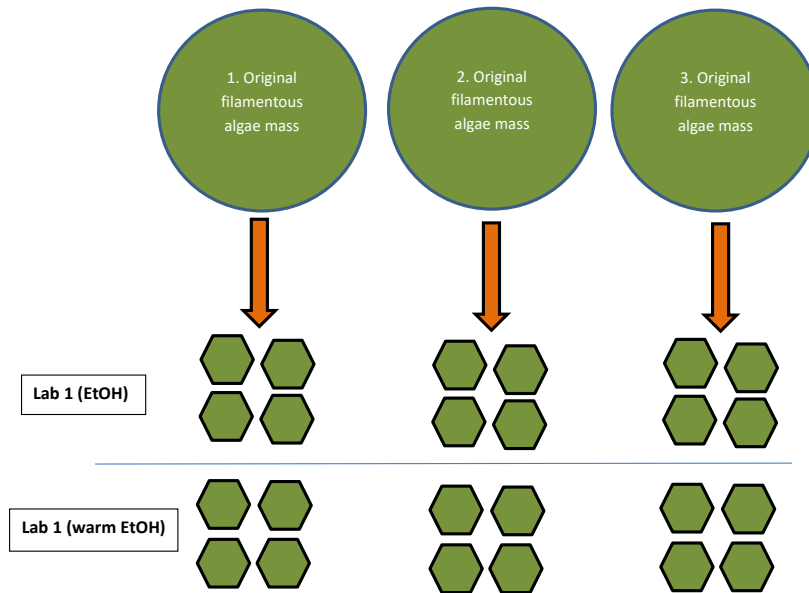 1. Original
filamentous
algae mass
2. Original
filamentous
algae mass
3. Original
filamentous
algae mass
Lab 1 (EtOH)
Lab 1 (warm EtOH)